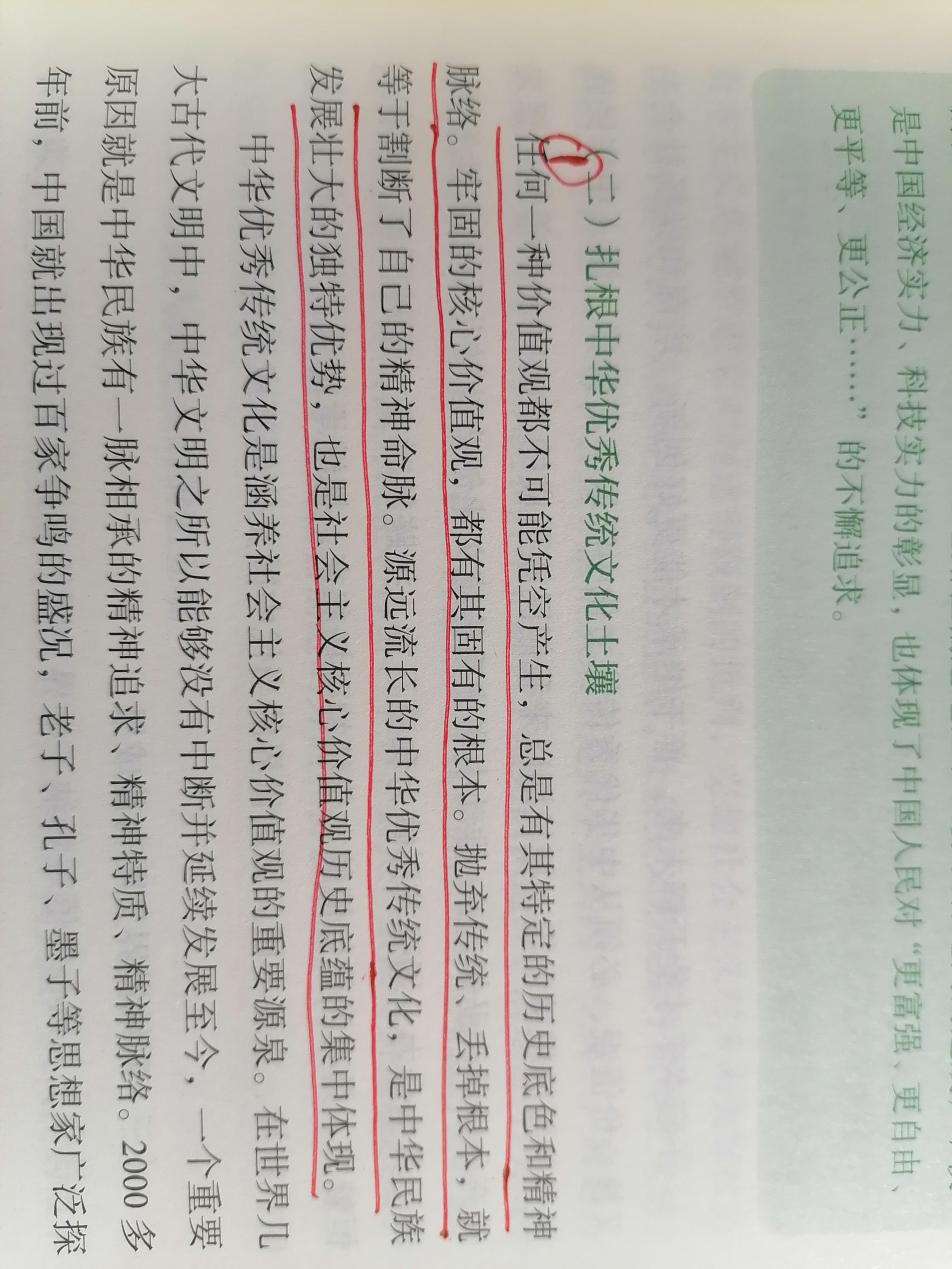 是中国经济实力、科技实力的彰显，也体现了中国人民对“更富强、更自由、
更平等、更公正……”的不懈追求。
（二）扎根中华优秀传统文化土壤
任何一种价值观都不可能凭空产生，总是有其特定的历史底色和精神
脉络。牢固的核心价值观，都有其固有的根本。抛弃传统、丢掉根本，就
等于割断了自己的精神命脉。源远流长的中华优秀传统文化，是中华民族
发展壮大的独特优势，也是社会主义核心价值观历史底蕴的集中体现。
中华优秀传统文化是涵养社会主义核心价值观的重要源泉。在世界几
大古代文明中，中华文明之所以能够没有中断并延续发展至今，一个重要
原因就是中华民族有一脉相承的精神追求、精神特质、精神脉络。2000 多
年前，中国就出现过百家争鸣的盛况，老子、孔子、墨子等思想家广泛探